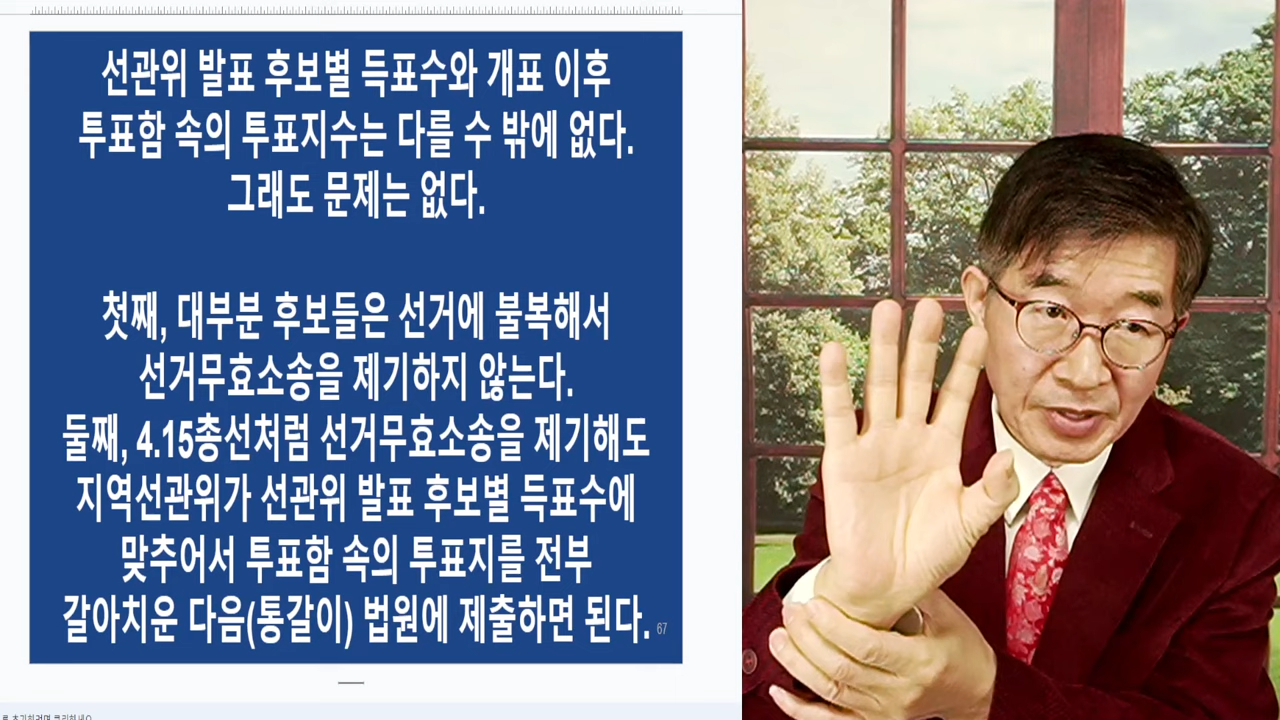 선관위 발표 후보별 득표수와 개표 이후
투표함 속의 투표지수는 다를 수 밖에 없다.
그래도 문제는 없다.
첫째, 대부분 후보들은 선거에 불복해서
선거무효소송을 제기하지 않는다.
둘째, 4.15총선처럼 선거무효소송을 제기해도
지역선관위가 선관위 발표 후보별 득표수에
맞추어서 투표함 속의 투표지를 전부
갈아치운 다음(통갈이) 법원에 제출하면 된다.
67